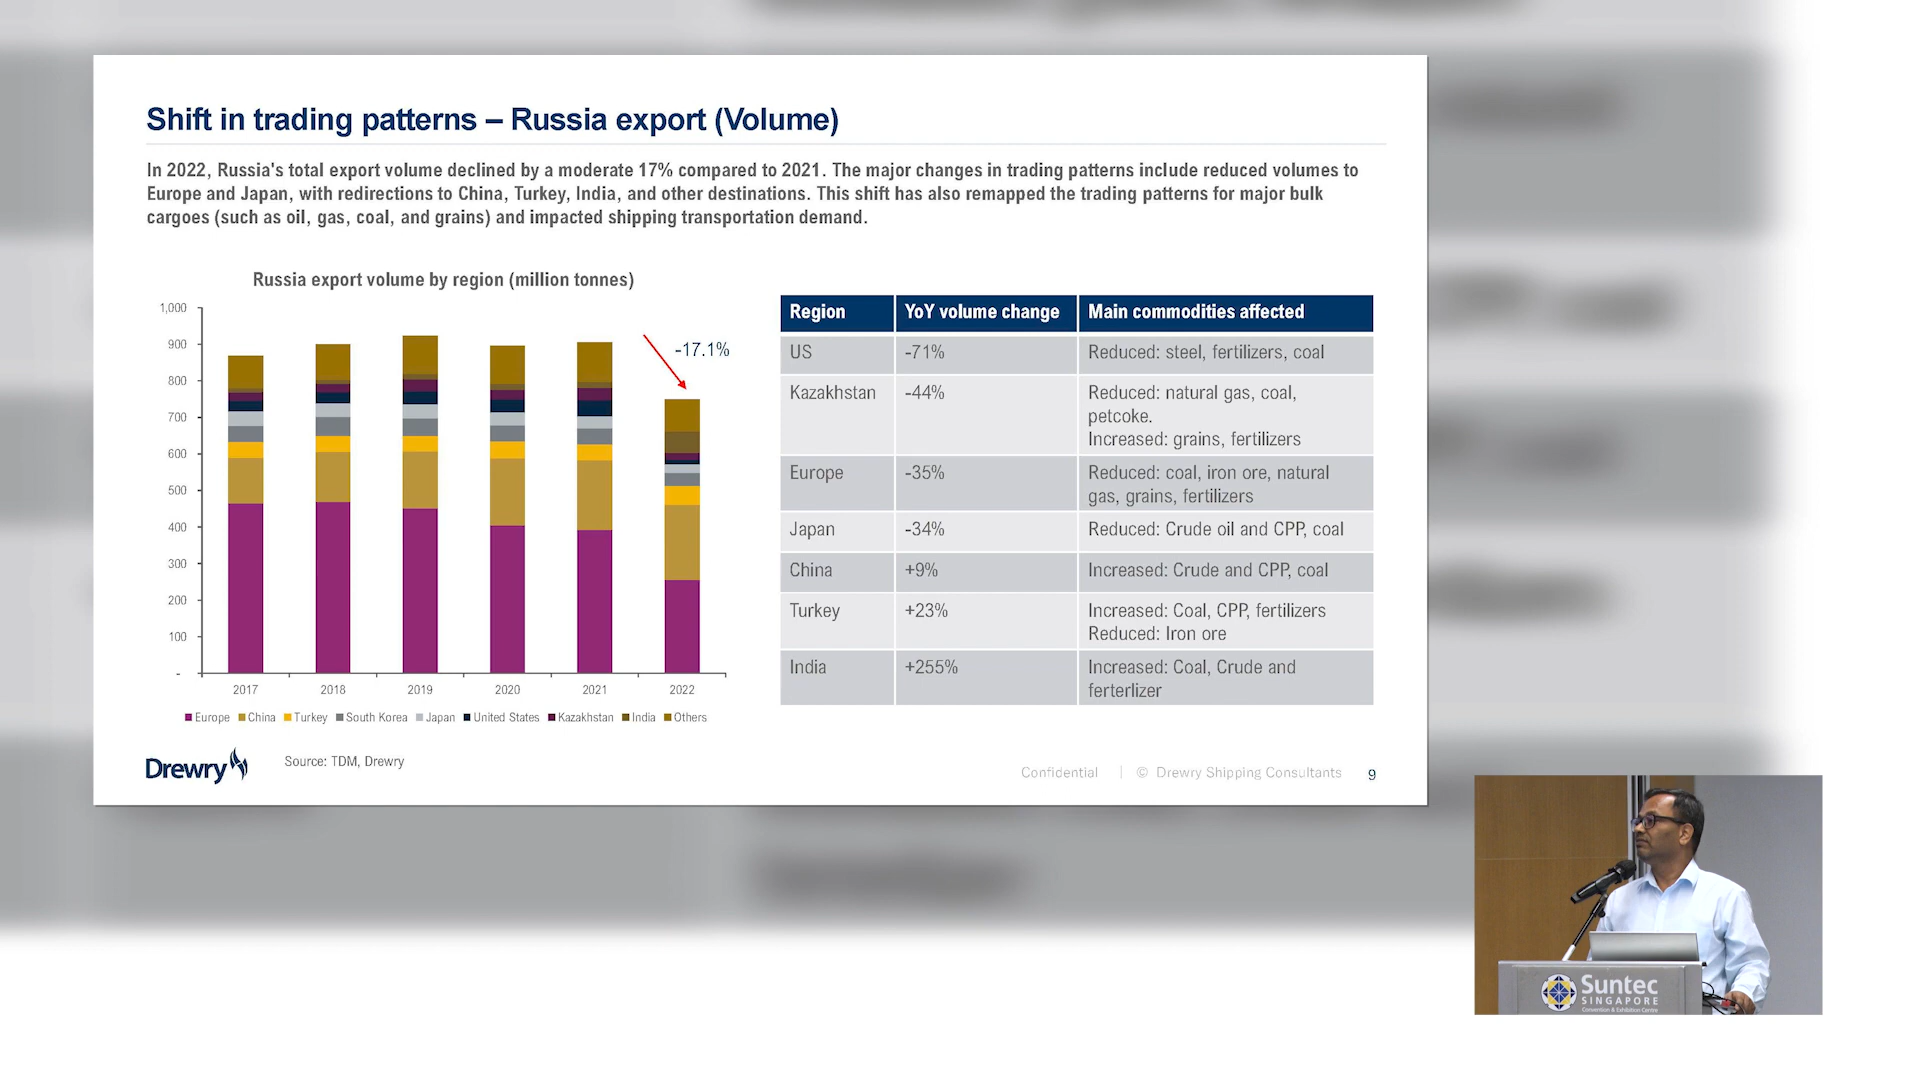 Shift in trading patterns – Russia export (Volume)
In 2022, Russia's total export volume declined by a moderate 17% compared to 2021. The major changes in trading patterns include reduced volumes to
Europe and Japan, with redirections to China, Turkey, India, and other destinations. This shift has also remapped the trading patterns for major bulk
cargoes (such as oil, gas, coal, and grains) and impacted shipping transportation demand.
Russia export volume by region (million tonnes)
1,000
900
800
700
600
500
400
300
200
100
-
-17.1%
2017 2018 2019 2020 2021 2022
Europe China Turkey South Korea Japan United States Kazakhstan India Others
Region YoY volume change Main commodities affected
US -71% Reduced: steel, fertilizers, coal
Kazakhstan -44% Reduced: natural gas, coal,
petcoke.
Increased: grains, fertilizers
Europe -35% Reduced: coal, iron ore, natural
gas, grains, fertilizers
Japan -34% Reduced: Crude oil and CPP, coal
China +9% Increased: Crude and CPP, coal
Turkey +23% Increased: Coal, CPP, fertilizers
Reduced: Iron ore
India +255% Increased: Coal, Crude and
ferterlizer
Drewry
Source: TDM, Drewry
Confidential | © Drewry Shipping Consultants 9
Suntec
SINGAPORE
Convention & Exhibition Centre